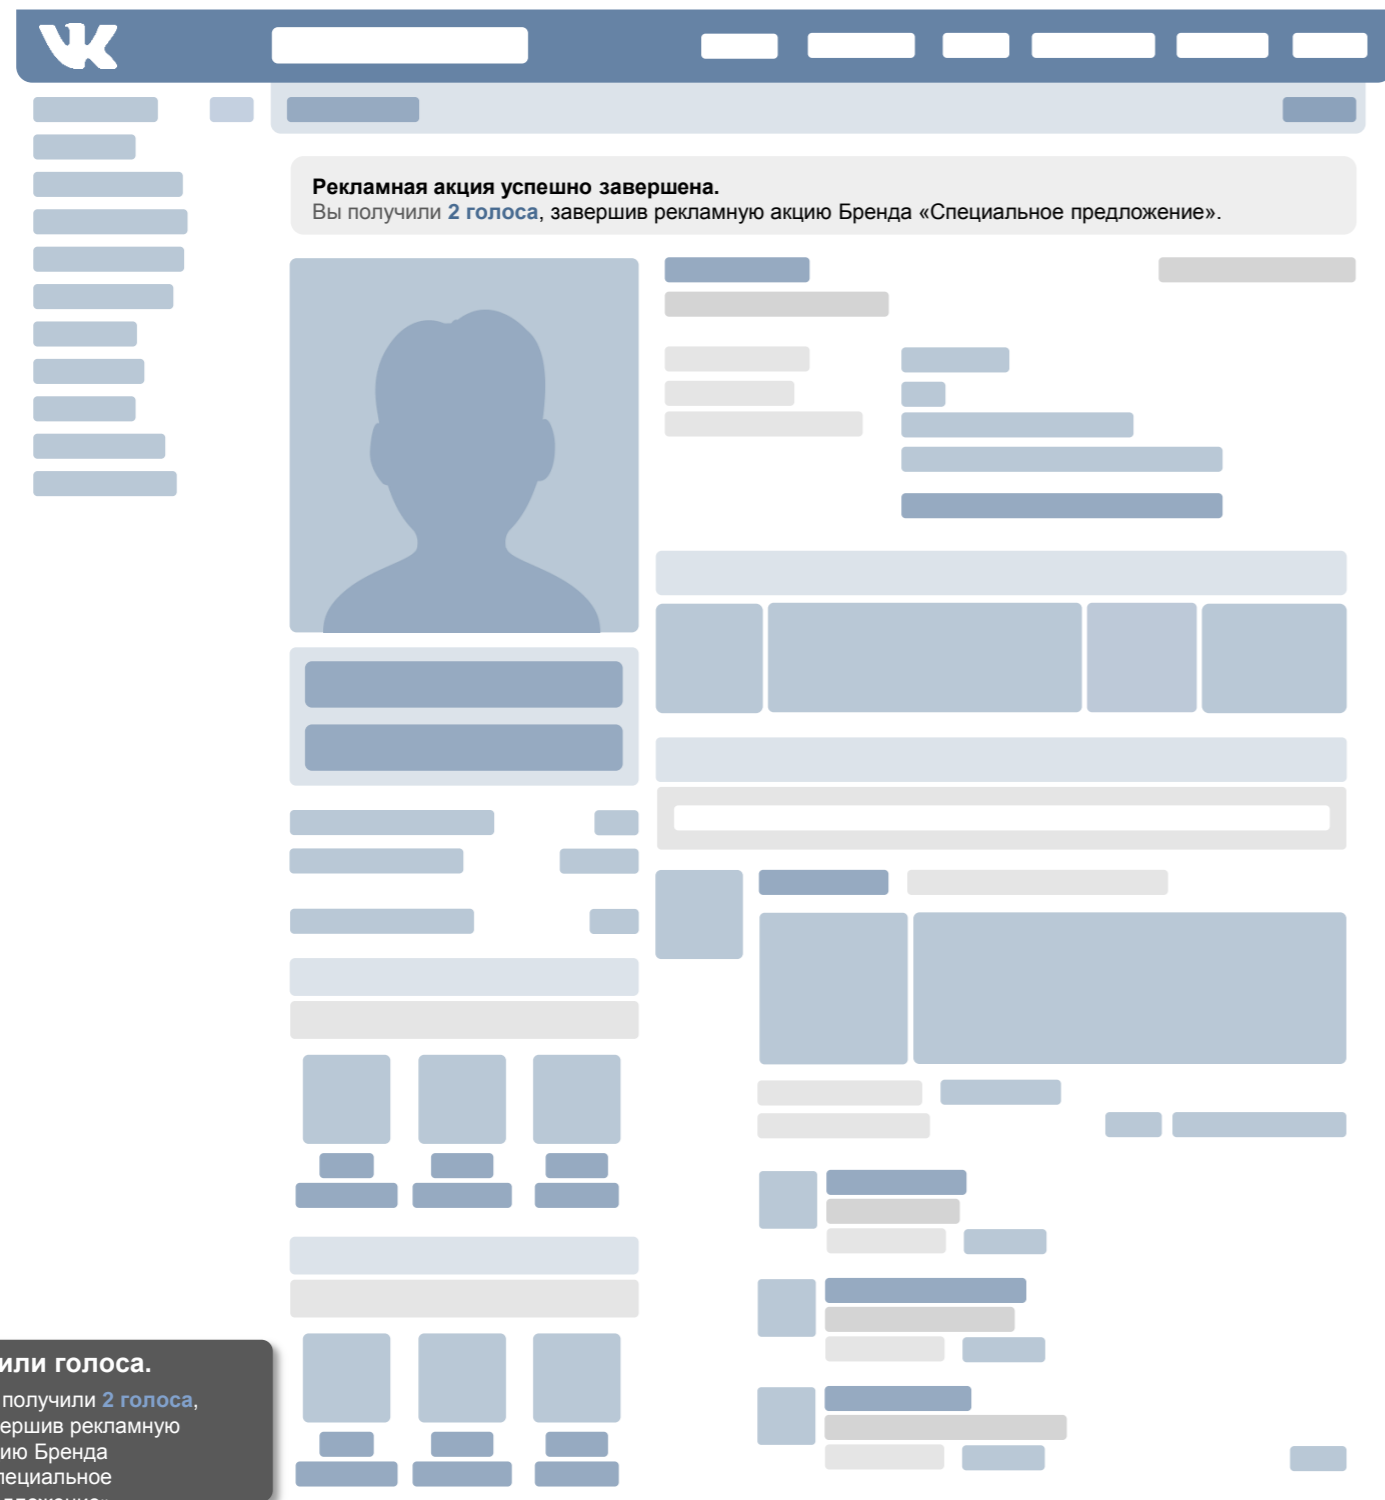 Рекламная акция успешно завершена.
Вы получили 2 голоса, завершив рекламную акцию Бренда «Специальное предложение».
или голоса.
получили 2 голоса,
ершив рекламную
ию Бренда
пециальное